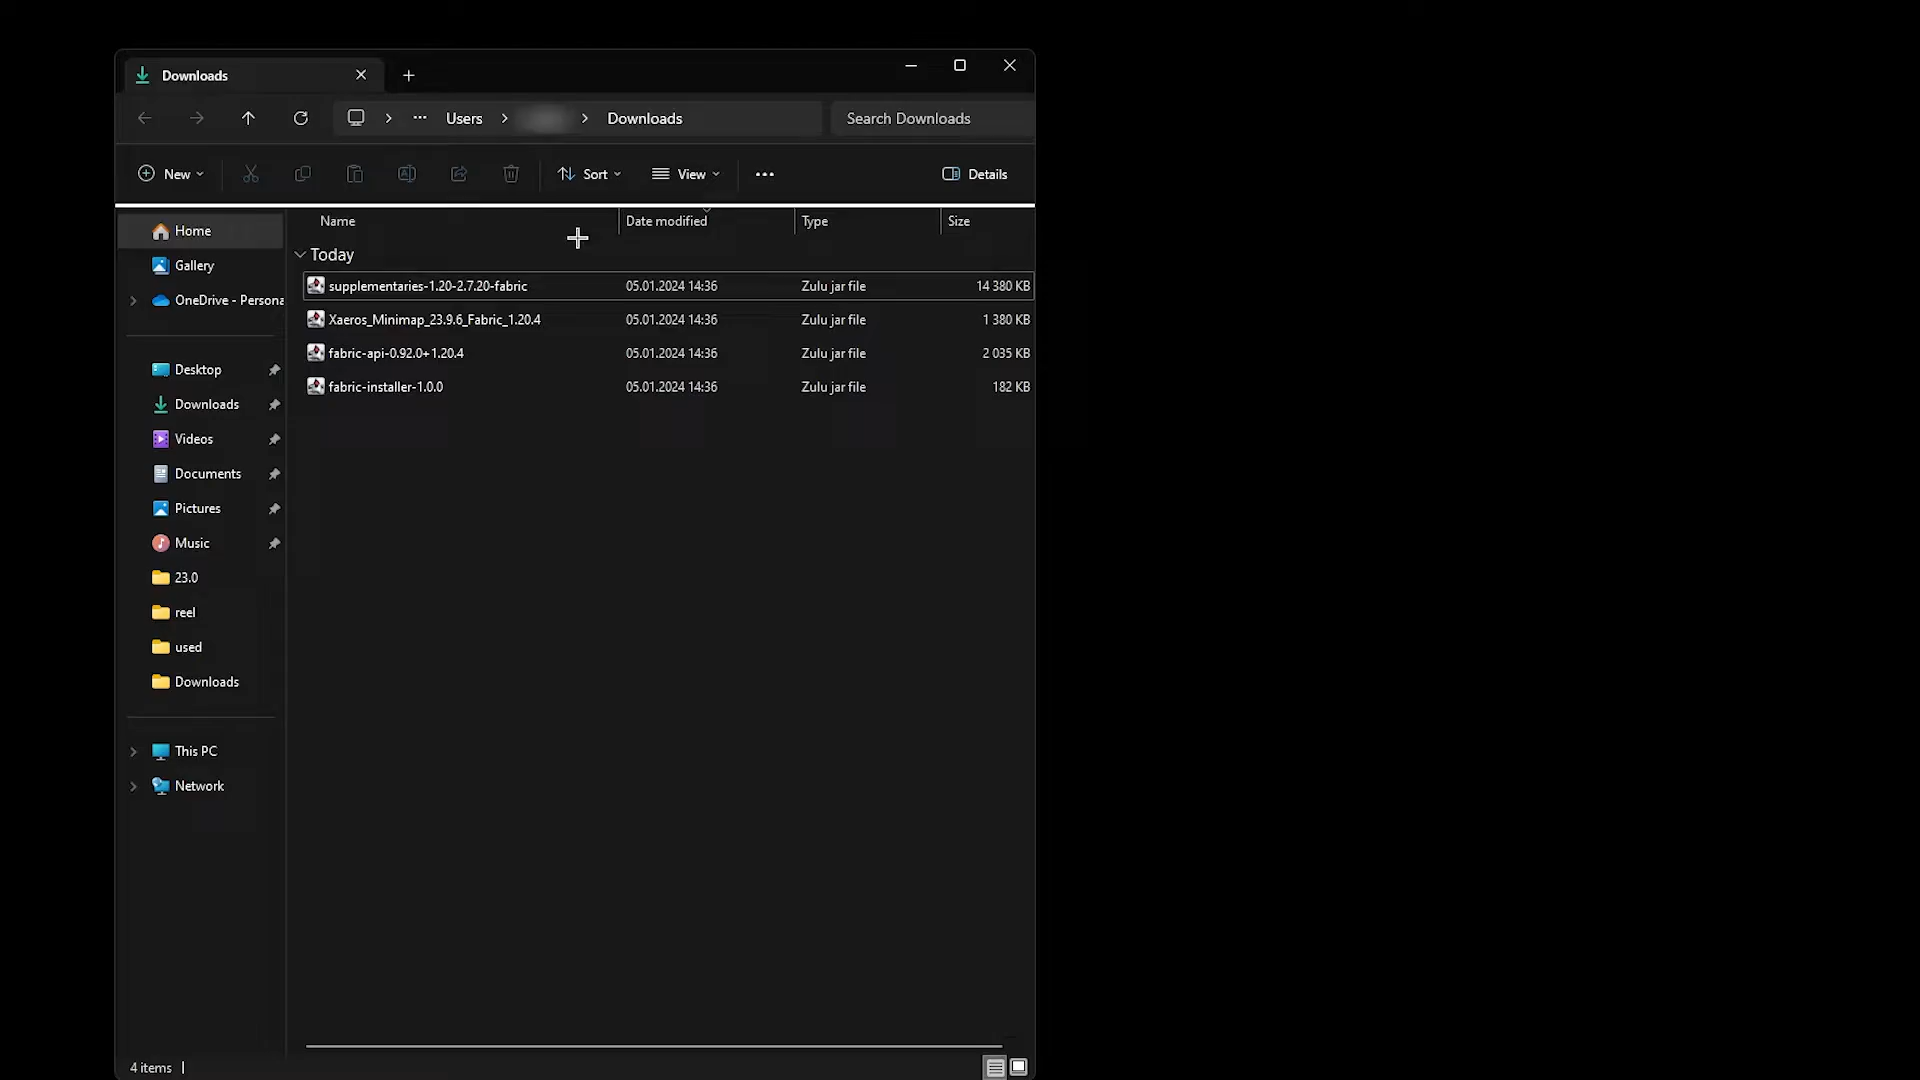 Downloads
Users > > Downloads
Search Downloads
New
Sort
View
Details
Name Date modified Type Size
Today
supplementaries-1.20-2.7.20-fabric 05.01.2024 14:36 Zulu jar file 14 380 KB
Xaeros_Minimap_23.9.6_Fabric_1.20.4 05.01.2024 14:36 Zulu jar file 1 380 KB
fabric-api-0.92.0+1.20.4 05.01.2024 14:36 Zulu jar file 2 035 KB
fabric-installer-1.0.0 05.01.2024 14:36 Zulu jar file 182 KB
Home
Gallery
OneDrive - Persona
Desktop
Downloads
Videos
Documents
Pictures
Music
23.0
reel
used
Downloads
This PC
Network
4 items